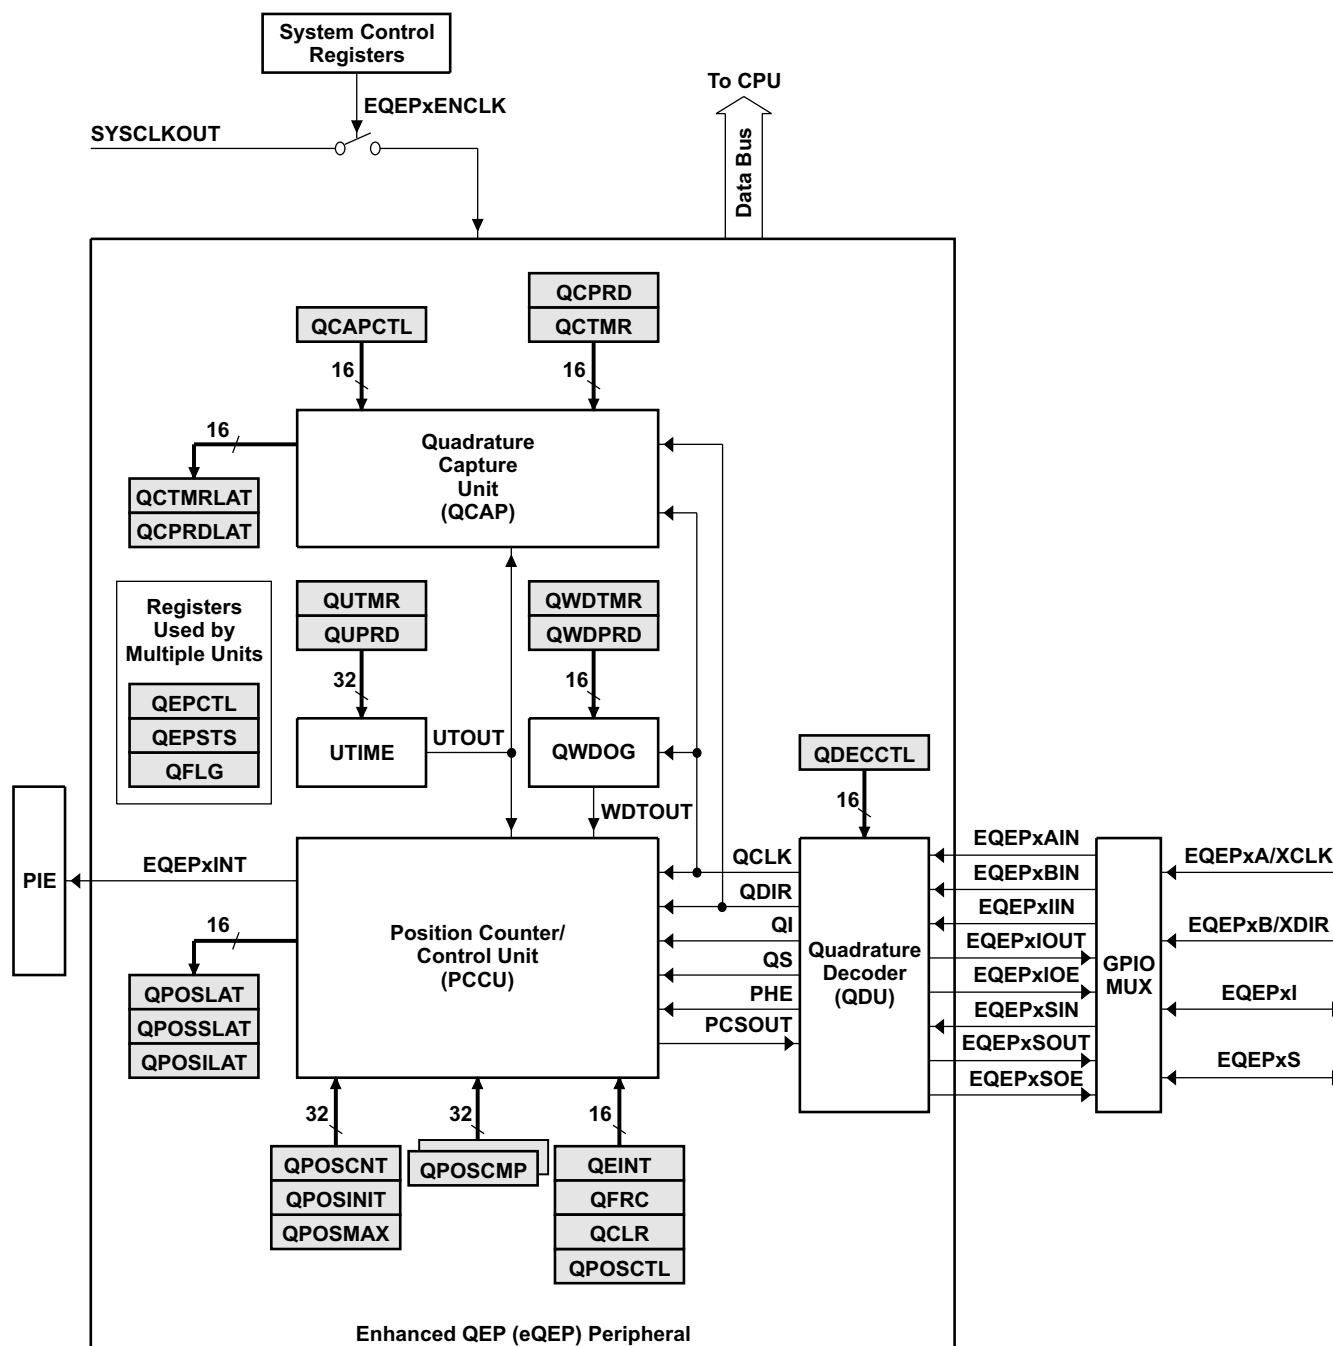 System Control
Registers
To CPU
EQEPxENCLK
SYSCLKOUT
Data Bus
QCPRD
QCAPCTL
QCTMR
16
16
16
Quadrature
Capture
Unit
(QCAP)
QCTMRLAT
QCPRDLAT
Registers
Used by
Multiple Units
QEPCTL
QEPSTS
QFLG
QUTMR
QUPRD
QWDTMR
QWDPRD
32
16
UTIME
UTOUT
QWDOG
QDECCTL
WDTOUT
16
PIE
EQEPxINT
16
Position Counter/
Control Unit
(PCCU)
QCLK
QDIR
QI
QS
PHE
PCSOUT
Quadrature
Decoder
(QDU)
EQEPxAIN
EQEPxBIN
EQEPxIIN
EQEPxIOUT
EQEPxIOE
EQEPxSIN
EQEPxSOUT
EQEPxSOE
GPIO
MUX
EQEPxA/XCLK
EQEPxB/XDIR
EQEPxI
EQEPxS
QPOSLAT
QPOSSLAT
QPOSILAT
32
32
16
QPOSCNT
QPOSINIT
QPOSMAX
QPOSCMP
QEINT
QFRC
QCLR
QPOSCTL
Enhanced QEP (eQEP) Peripheral